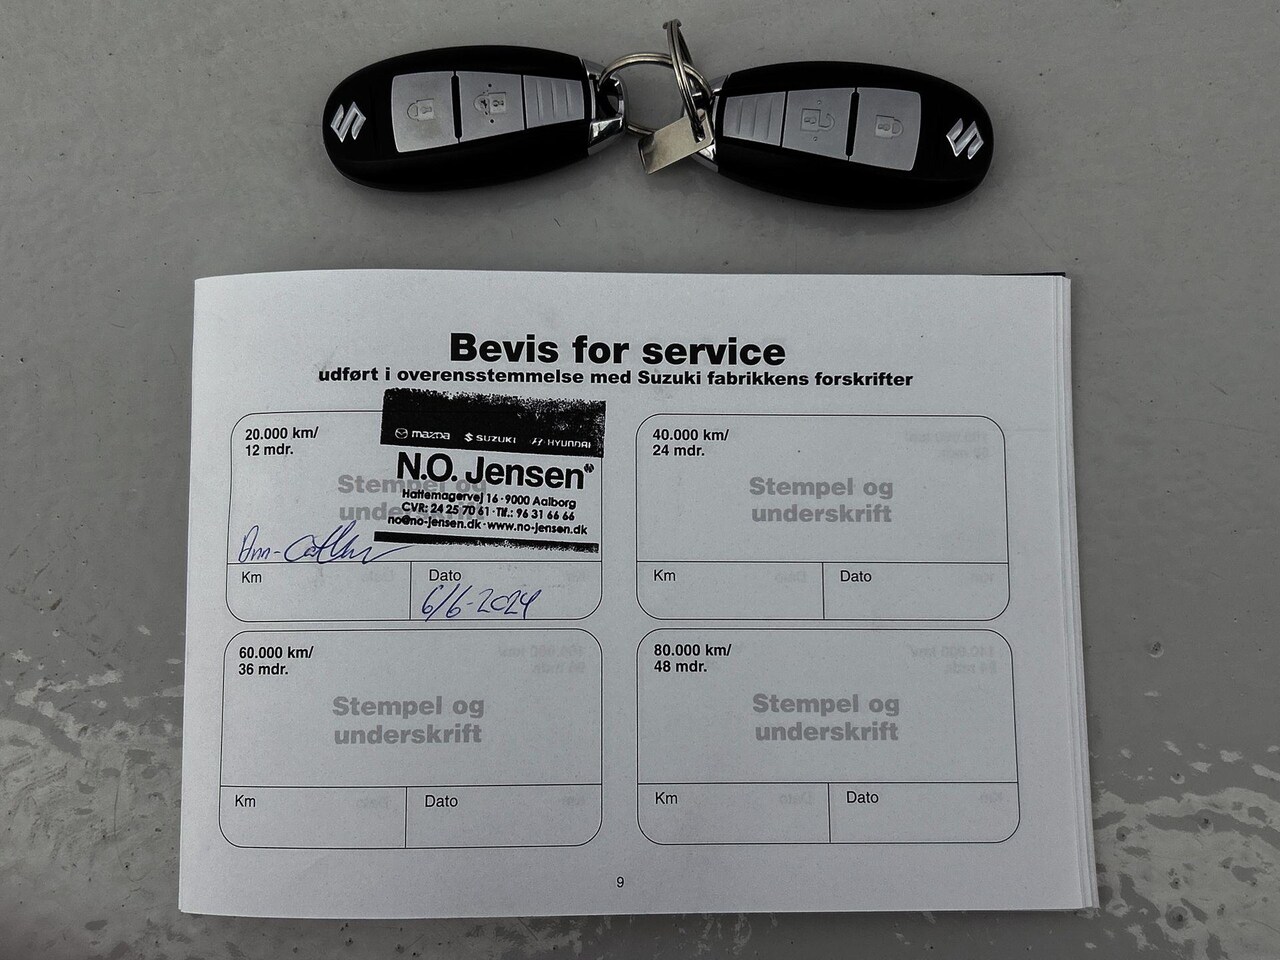 Bevis for service
udført i overensstemmelse med Suzuki fabrikkens forskrifter
20.000 km/
12 mdr.
Stempel og
underskrift
mazda SUZUKI HYUNDAI
N.O. Jensen
Hattemagervej 16 · 9000 Aalborg
CVR: 24 25 70 61 · Tlf.: 96 31 66 66
no@no-jensen.dk · www.no-jensen.dk
Km
Dato
6/6-2024
40.000 km/
24 mdr.
Stempel og
underskrift
Km
Dato
60.000 km/
36 mdr.
Stempel og
underskrift
Km
Dato
80.000 km/
48 mdr.
Stempel og
underskrift
Km
Dato
9